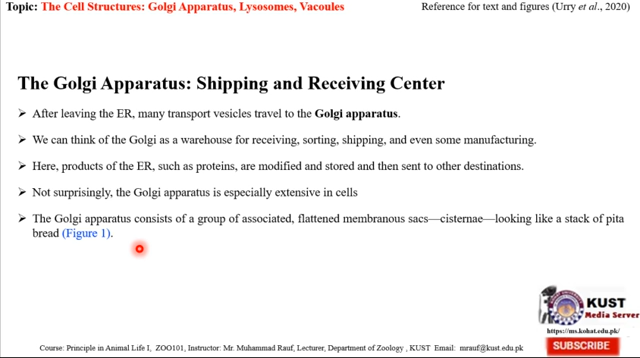 Topic: The Cell Structures: Golgi Apparatus, Lysosomes, Vacoules
Reference for text and figures (Urry et al., 2020)
The Golgi Apparatus: Shipping and Receiving Center
➢ After leaving the ER, many transport vesicles travel to the Golgi apparatus.
➢ We can think of the Golgi as a warehouse for receiving, sorting, shipping, and even some manufacturing.
➢ Here, products of the ER, such as proteins, are modified and stored and then sent to other destinations.
➢ Not surprisingly, the Golgi apparatus is especially extensive in cells
➢ The Golgi apparatus consists of a group of associated, flattened membranous sacs—cisternae—looking like a stack of pita
bread (Figure 1).
KUST
Media Server
https://ms.kohat.edu.pk/
SUBSCRIBE
Course: Principle in Animal Life I, ZOO101, Instructor: Mr. Muhammad Rauf, Lecturer, Department of Zoology , KUST Email: mrauf@kust.edu.pk